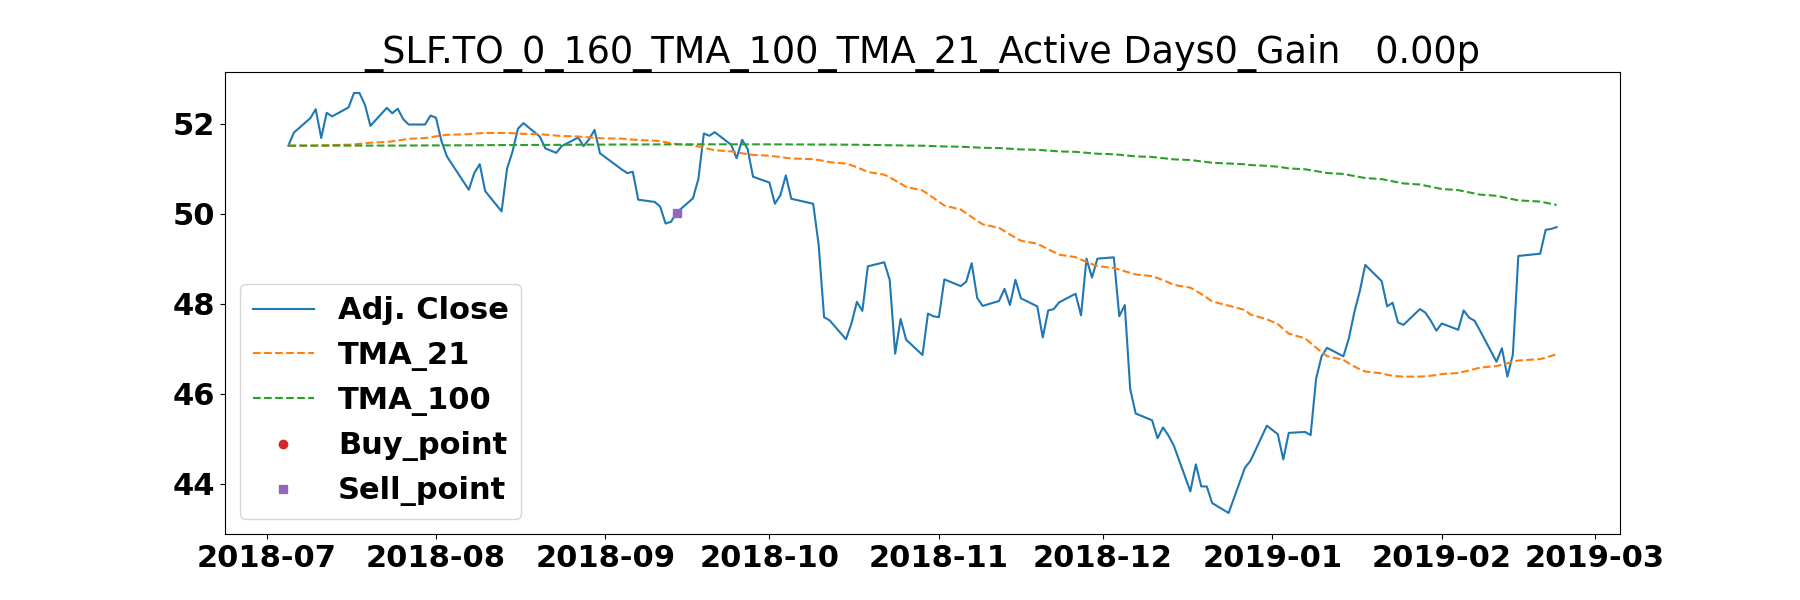 _SLF.TO_0_160_TMA_100_TMA_21_Active Days0_Gain   0.00p
52
50
48
46
44
Adj. Close
TMA_21
TMA_100
Buy_point
Sell_point
2018-07 2018-08 2018-09 2018-10 2018-11 2018-12 2019-01 2019-02 2019-03